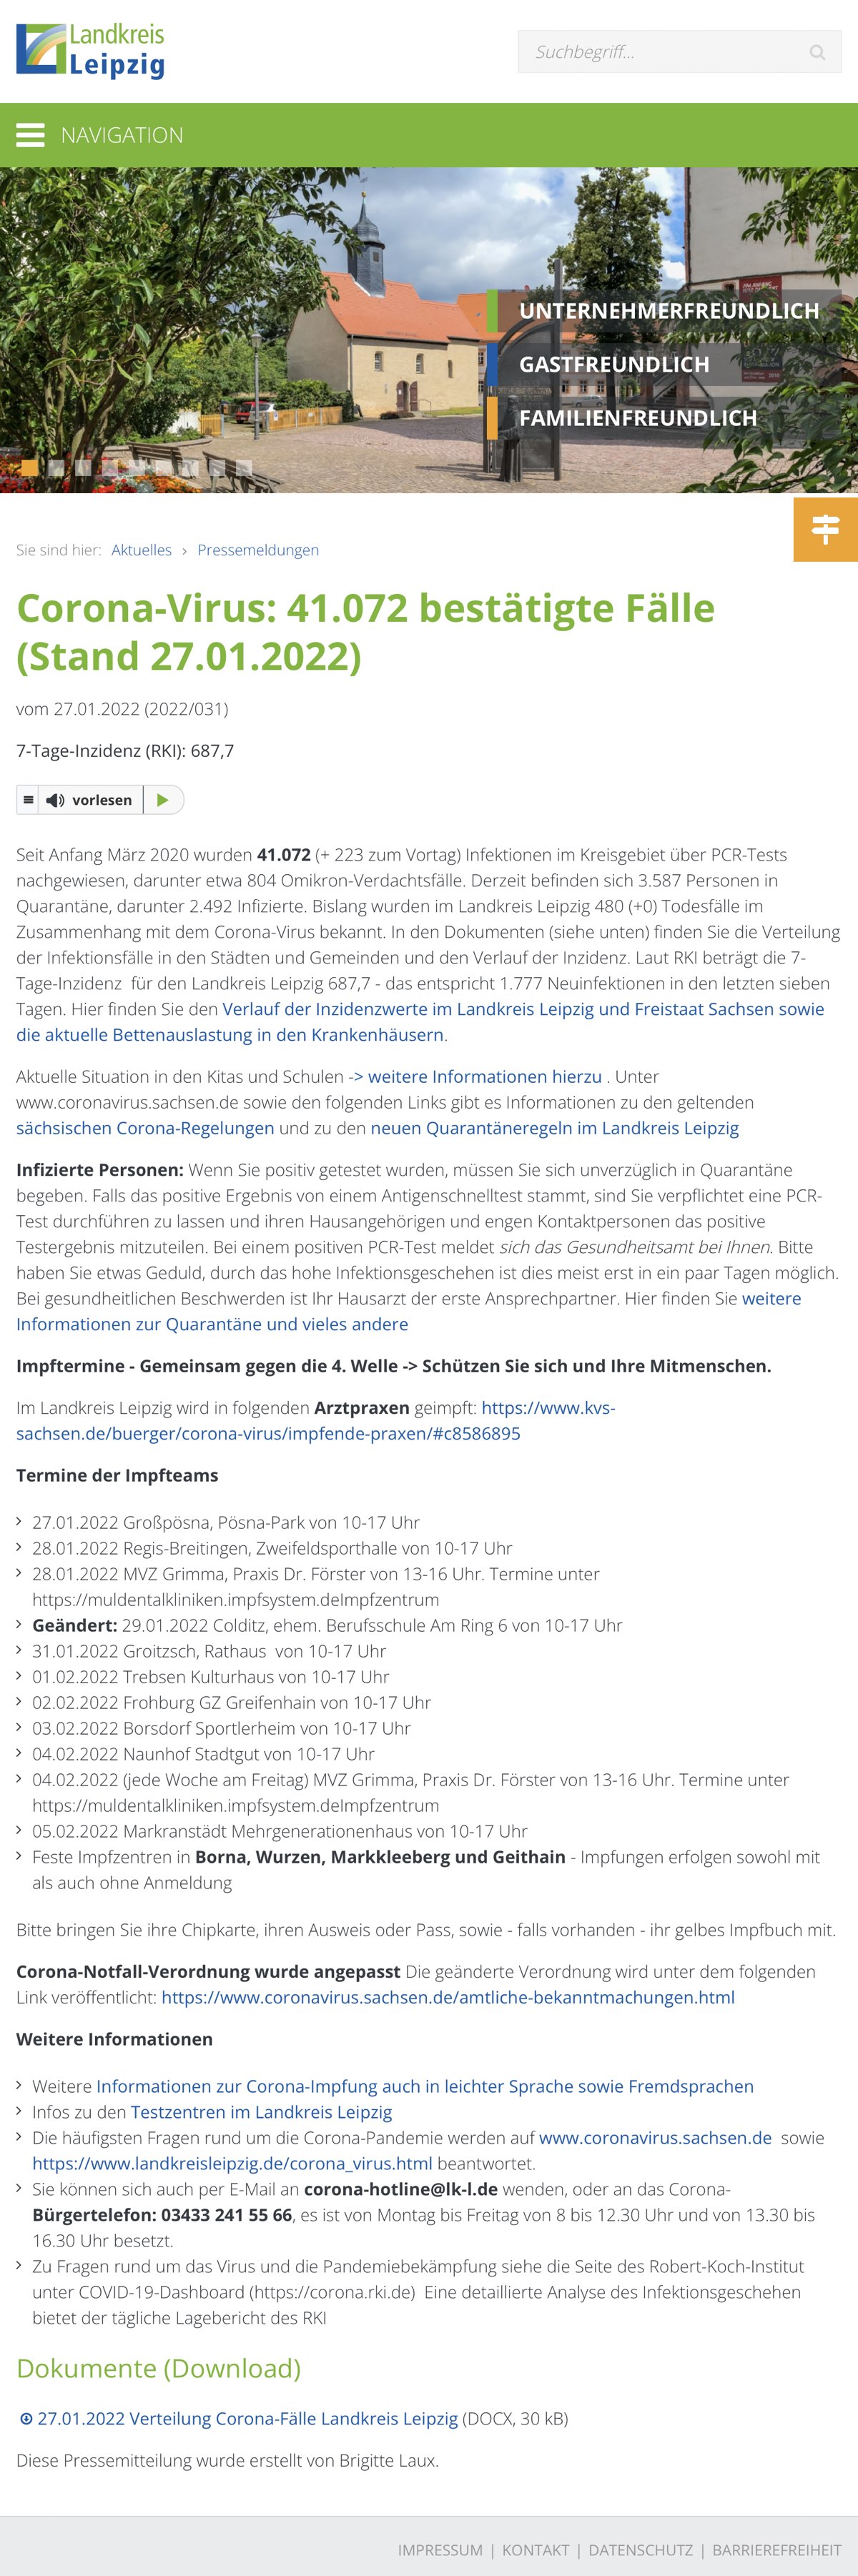 Landkreis
Leipzig
Suchbegriff...
NAVIGATION
UNTERNEHMERFREUNDLICH
GASTFREUNDLICH
FAMILIENFREUNDLICH
Sie sind hier: Aktuelles › Pressemeldungen
Corona-Virus: 41.072 bestätigte Fälle
(Stand 27.01.2022)
vom 27.01.2022 (2022/031)
7-Tage-Inzidenz (RKI): 687,7
vorlesen
Seit Anfang März 2020 wurden 41.072 (+ 223 zum Vortag) Infektionen im Kreisgebiet über PCR-Tests
nachgewiesen, darunter etwa 804 Omikron-Verdachtsfälle. Derzeit befinden sich 3.587 Personen in
Quarantäne, darunter 2.492 Infizierte. Bislang wurden im Landkreis Leipzig 480 (+0) Todesfälle im
Zusammenhang mit dem Corona-Virus bekannt. In den Dokumenten (siehe unten) finden Sie die Verteilung
der Infektionsfälle in den Städten und Gemeinden und den Verlauf der Inzidenz. Laut RKI beträgt die 7-
Tage-Inzidenz für den Landkreis Leipzig 687,7 - das entspricht 1.777 Neuinfektionen in den letzten sieben
Tagen. Hier finden Sie den Verlauf der Inzidenzwerte im Landkreis Leipzig und Freistaat Sachsen sowie
die aktuelle Bettenauslastung in den Krankenhäusern.
Aktuelle Situation in den Kitas und Schulen -> weitere Informationen hierzu . Unter
www.coronavirus.sachsen.de sowie den folgenden Links gibt es Informationen zu den geltenden
sächsischen Corona-Regelungen und zu den neuen Quarantäneregeln im Landkreis Leipzig
Infizierte Personen: Wenn Sie positiv getestet wurden, müssen Sie sich unverzüglich in Quarantäne
begeben. Falls das positive Ergebnis von einem Antigenschnelltest stammt, sind Sie verpflichtet eine PCR-
Test durchführen zu lassen und ihren Hausangehörigen und engen Kontaktpersonen das positive
Testergebnis mitzuteilen. Bei einem positiven PCR-Test meldet sich das Gesundheitsamt bei Ihnen. Bitte
haben Sie etwas Geduld, durch das hohe Infektionsgeschehen ist dies meist erst in ein paar Tagen möglich.
Bei gesundheitlichen Beschwerden ist Ihr Hausarzt der erste Ansprechpartner. Hier finden Sie weitere
Informationen zur Quarantäne und vieles andere
Impftermine - Gemeinsam gegen die 4. Welle -> Schützen Sie sich und Ihre Mitmenschen.
Im Landkreis Leipzig wird in folgenden Arztpraxen geimpft: https://www.kvs-
sachsen.de/buerger/corona-virus/impfende-praxen/#c8586895
Termine der Impfteams
› 27.01.2022 Großpösna, Pösna-Park von 10-17 Uhr
› 28.01.2022 Regis-Breitingen, Zweifeldsporthalle von 10-17 Uhr
› 28.01.2022 MVZ Grimma, Praxis Dr. Förster von 13-16 Uhr. Termine unter
https://muldentalkliniken.impfsystem.deImpfzentrum
› Geändert: 29.01.2022 Colditz, ehem. Berufsschule Am Ring 6 von 10-17 Uhr
› 31.01.2022 Groitzsch, Rathaus von 10-17 Uhr
› 01.02.2022 Trebsen Kulturhaus von 10-17 Uhr
› 02.02.2022 Frohburg GZ Greifenhain von 10-17 Uhr
› 03.02.2022 Borsdorf Sportlerheim von 10-17 Uhr
› 04.02.2022 Naunhof Stadtgut von 10-17 Uhr
› 04.02.2022 (jede Woche am Freitag) MVZ Grimma, Praxis Dr. Förster von 13-16 Uhr. Termine unter
https://muldentalkliniken.impfsystem.deImpfzentrum
› 05.02.2022 Markranstädt Mehrgenerationenhaus von 10-17 Uhr
› Feste Impfzentren in Borna, Wurzen, Markkleeberg und Geithain - Impfungen erfolgen sowohl mit
als auch ohne Anmeldung
Bitte bringen Sie ihre Chipkarte, ihren Ausweis oder Pass, sowie - falls vorhanden - ihr gelbes Impfbuch mit.
Corona-Notfall-Verordnung wurde angepasst Die geänderte Verordnung wird unter dem folgenden
Link veröffentlicht: https://www.coronavirus.sachsen.de/amtliche-bekanntmachungen.html
Weitere Informationen
› Weitere Informationen zur Corona-Impfung auch in leichter Sprache sowie Fremdsprachen
› Infos zu den Testzentren im Landkreis Leipzig
› Die häufigsten Fragen rund um die Corona-Pandemie werden auf www.coronavirus.sachsen.de sowie
https://www.landkreisleipzig.de/corona_virus.html beantwortet.
› Sie können sich auch per E-Mail an corona-hotline@lk-l.de wenden, oder an das Corona-
Bürgertelefon: 03433 241 55 66, es ist von Montag bis Freitag von 8 bis 12.30 Uhr und von 13.30 bis
16.30 Uhr besetzt.
› Zu Fragen rund um das Virus und die Pandemiebekämpfung siehe die Seite des Robert-Koch-Institut
unter COVID-19-Dashboard (https://corona.rki.de) Eine detaillierte Analyse des Infektionsgeschehen
bietet der tägliche Lagebericht des RKI
Dokumente (Download)
27.01.2022 Verteilung Corona-Fälle Landkreis Leipzig (DOCX, 30 kB)
Diese Pressemitteilung wurde erstellt von Brigitte Laux.
IMPRESSUM | KONTAKT | DATENSCHUTZ | BARRIEREFREIHEIT